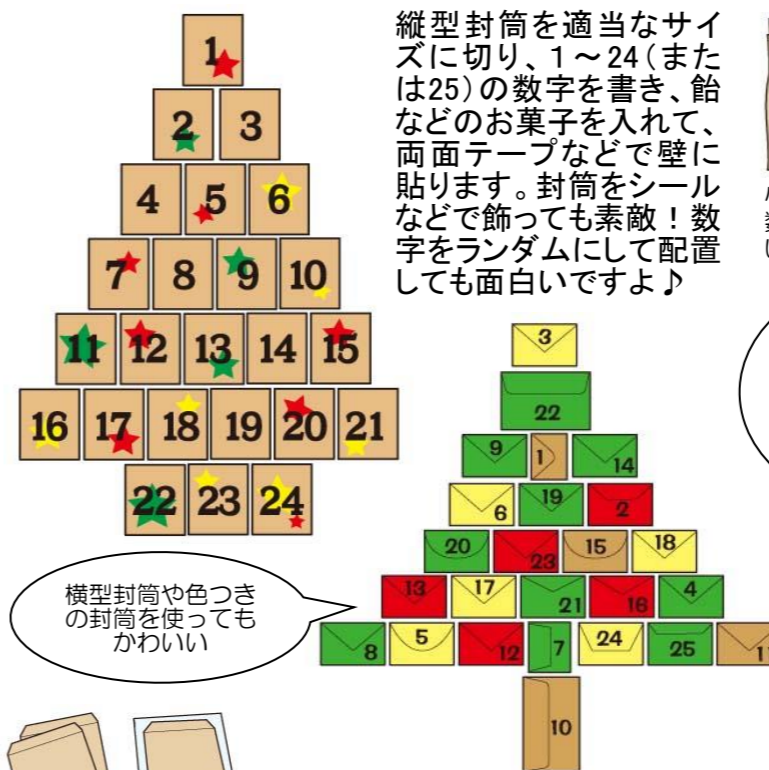 縦型封筒を適当なサイ
ズに切り、1～24(また
は25)の数字を書き、飴
などのお菓子を入れて、
両面テープなどで壁に
貼ります。封筒をシール
などで飾っても素敵！数
字をランダムにして配置
しても面白いですよ♪
1
2 3
4 5 6
7 8 9 10
11 12 13 14 15
16 17 18 19 20 21
22 23 24
3
22
9 1 14
6 19 2
20 23 15 18
13 17 21 16 4
8 5 12 7 24 25
10
横型封筒や色つき
の封筒を使っても
かわいい